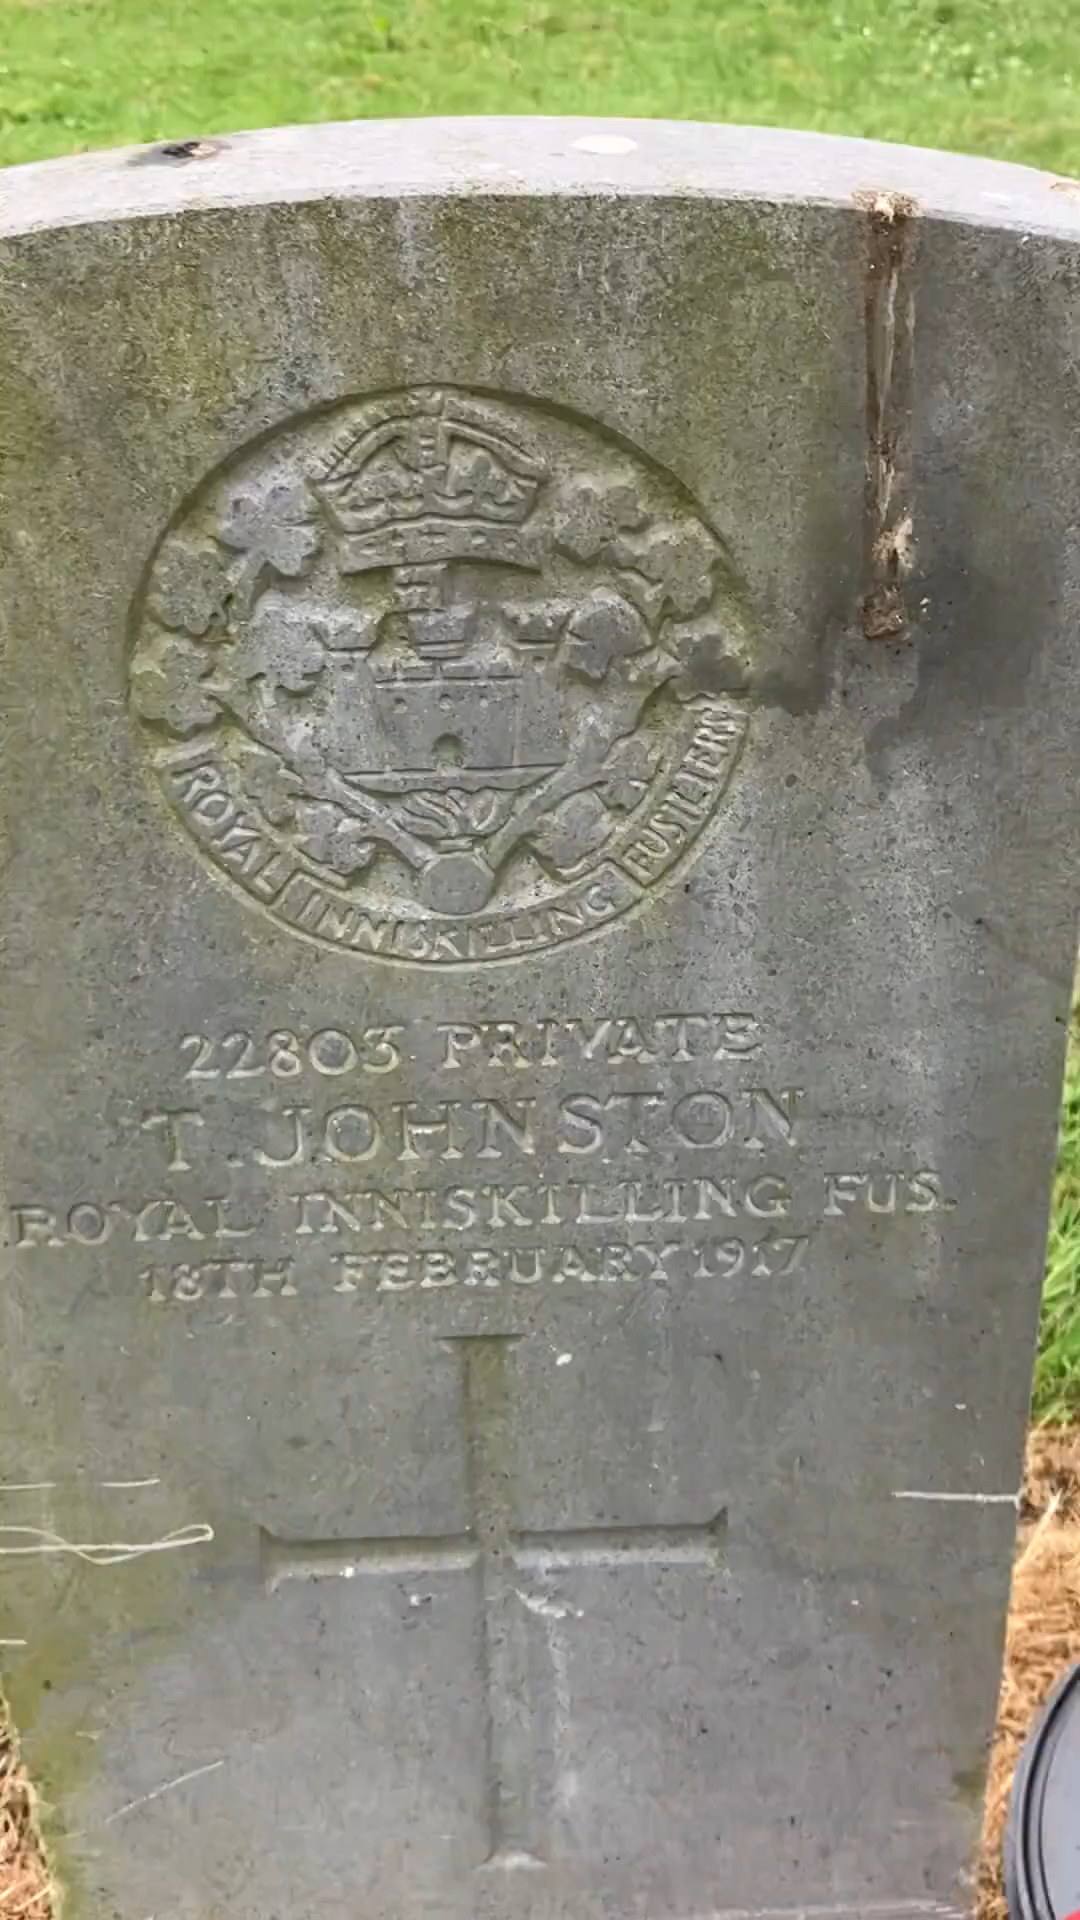 ROYAL INNISKILLING FUSILIERS
22803 PRIVATE
T. JOHNSTON
ROYAL INNISKILLING FUS.
18TH FEBRUARY 1917